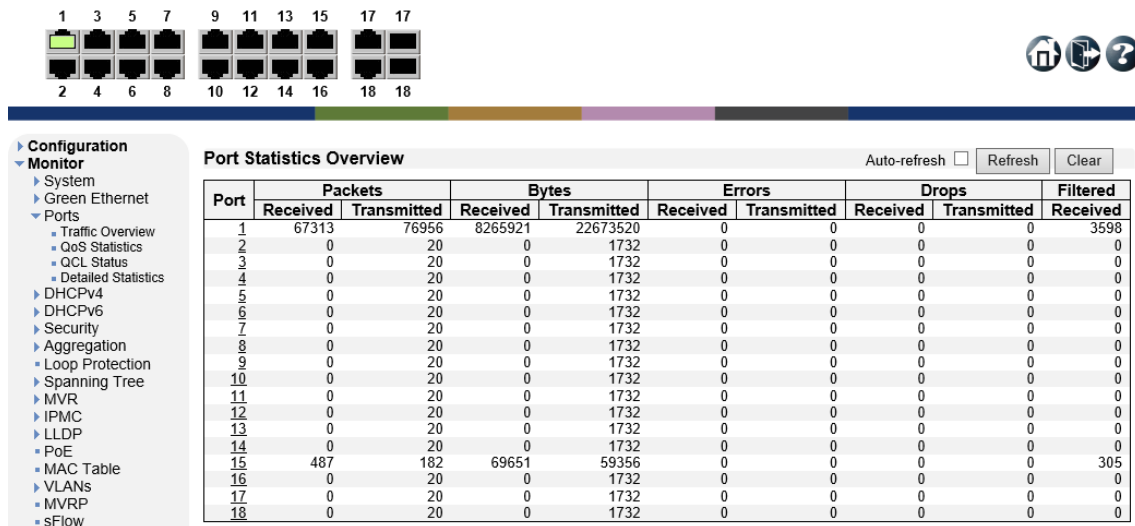 1 3 5 7 9 11 13 15 17 17
2 4 6 8 10 12 14 16 18 18
?
Configuration
Monitor
System
Green Ethernet
Ports
Traffic Overview
QoS Statistics
QCL Status
Detailed Statistics
DHCPv4
DHCPv6
Security
Aggregation
Loop Protection
Spanning Tree
MVR
IPMC
LLDP
PoE
MAC Table
VLANs
MVRP
sFlow
Port Statistics Overview
Auto-refresh Refresh Clear
Port Packets Bytes Errors Drops Filtered
Received Transmitted Received Transmitted Received Transmitted Received Transmitted Received
1 67313 76956 8265921 22673520 0 0 0 0 3598
2 0 20 0 1732 0 0 0 0 0
3 0 20 0 1732 0 0 0 0 0
4 0 20 0 1732 0 0 0 0 0
5 0 20 0 1732 0 0 0 0 0
6 0 20 0 1732 0 0 0 0 0
7 0 20 0 1732 0 0 0 0 0
8 0 20 0 1732 0 0 0 0 0
9 0 20 0 1732 0 0 0 0 0
10 0 20 0 1732 0 0 0 0 0
11 0 20 0 1732 0 0 0 0 0
12 0 20 0 1732 0 0 0 0 0
13 0 20 0 1732 0 0 0 0 0
14 0 20 0 1732 0 0 0 0 0
15 487 182 69651 59356 0 0 0 0 305
16 0 20 0 1732 0 0 0 0 0
17 0 20 0 1732 0 0 0 0 0
18 0 20 0 1732 0 0 0 0 0